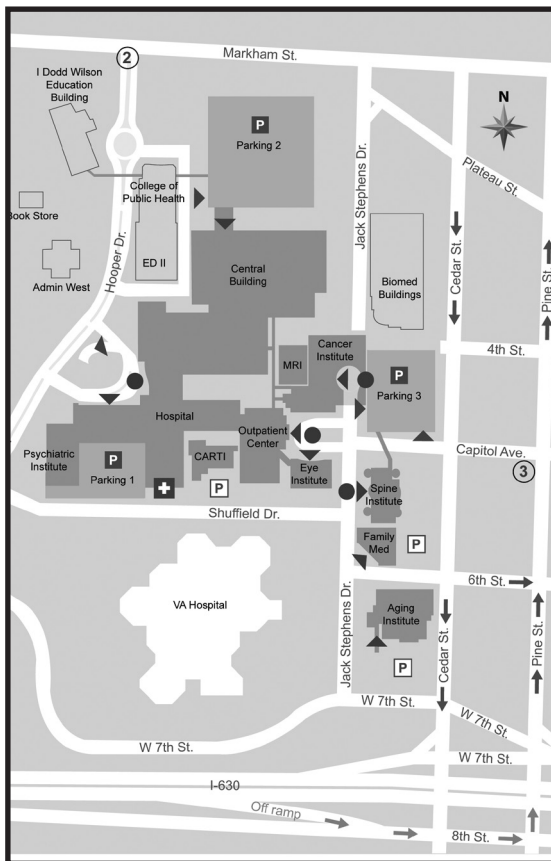 Markham St.
2
I Dodd Wilson
Education
Building
N
P
Parking 2
College of
Public Health
Plateau St.
Book Store
Jack Stephens Dr.
Hooper Dr.
ED II
Admin West
Central
Building
Biomed
Buildings
Cedar St.
Pine St.
4th St.
MRI
Cancer
Institute
P
Parking 3
Hospital
Outpatient
Center
Capitol Ave.
3
Psychiatric
Institute
P
Parking 1
CARTI
P
Eye
Institute
Spine
Institute
Shuffield Dr.
Family
Med
P
6th St.
VA Hospital
Aging
Institute
Jack Stephens Dr.
Cedar St.
Pine St.
P
W 7th St.
W 7th St.
W 7th St.
W 7th St.
I-630
Off ramp
8th St.